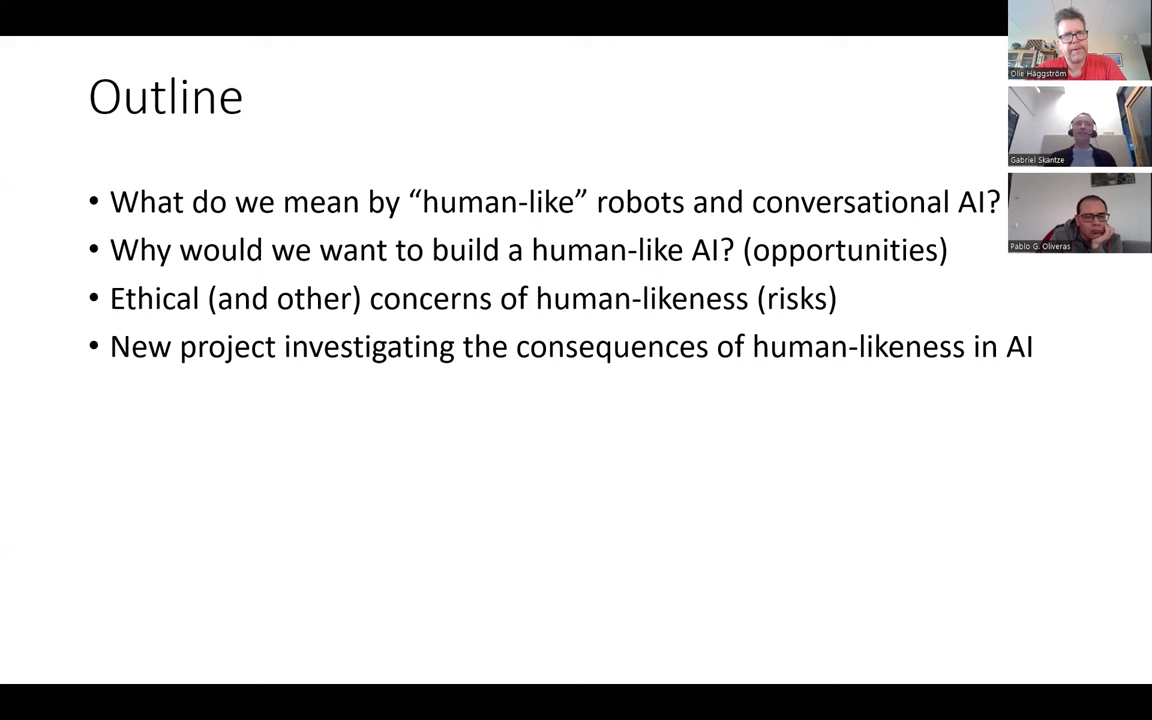 Outline
• What do we mean by “human-like” robots and conversational AI?
• Why would we want to build a human-like AI? (opportunities)
• Ethical (and other) concerns of human-likeness (risks)
• New project investigating the consequences of human-likeness in AI
Olle Häggström
Gabriel Skantze
Pablo G. Oliveras